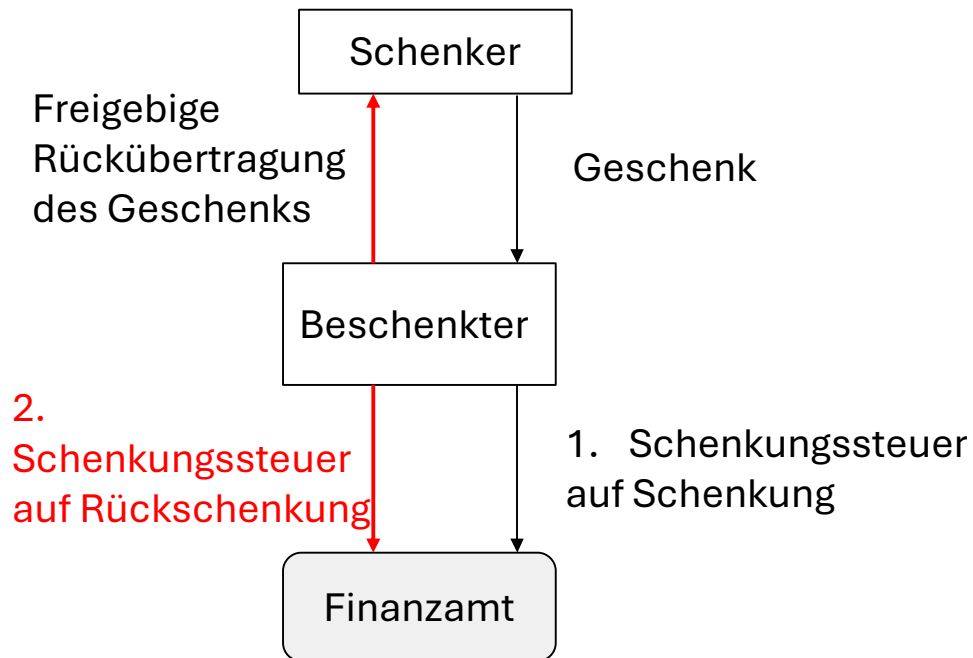 Schenker
Freigebige
Rückübertragung
des Geschenks
Geschenk
Beschenkter
2.
Schenkungssteuer
auf Rückschenkung
1. Schenkungssteuer
auf Schenkung
Finanzamt